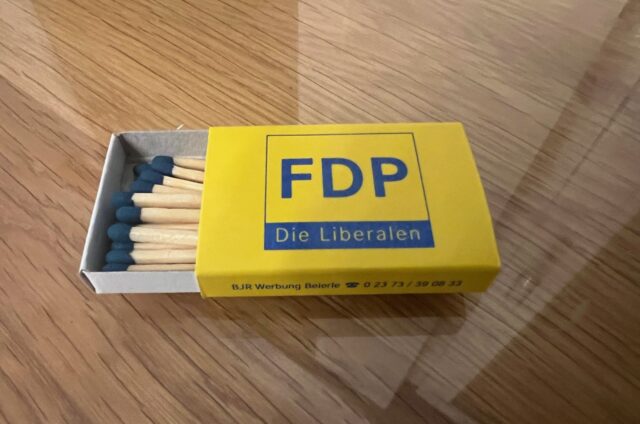 FDP
Die Liberalen
BJR Werbung Beierle ☎ 0 23 73 / 39 08 33